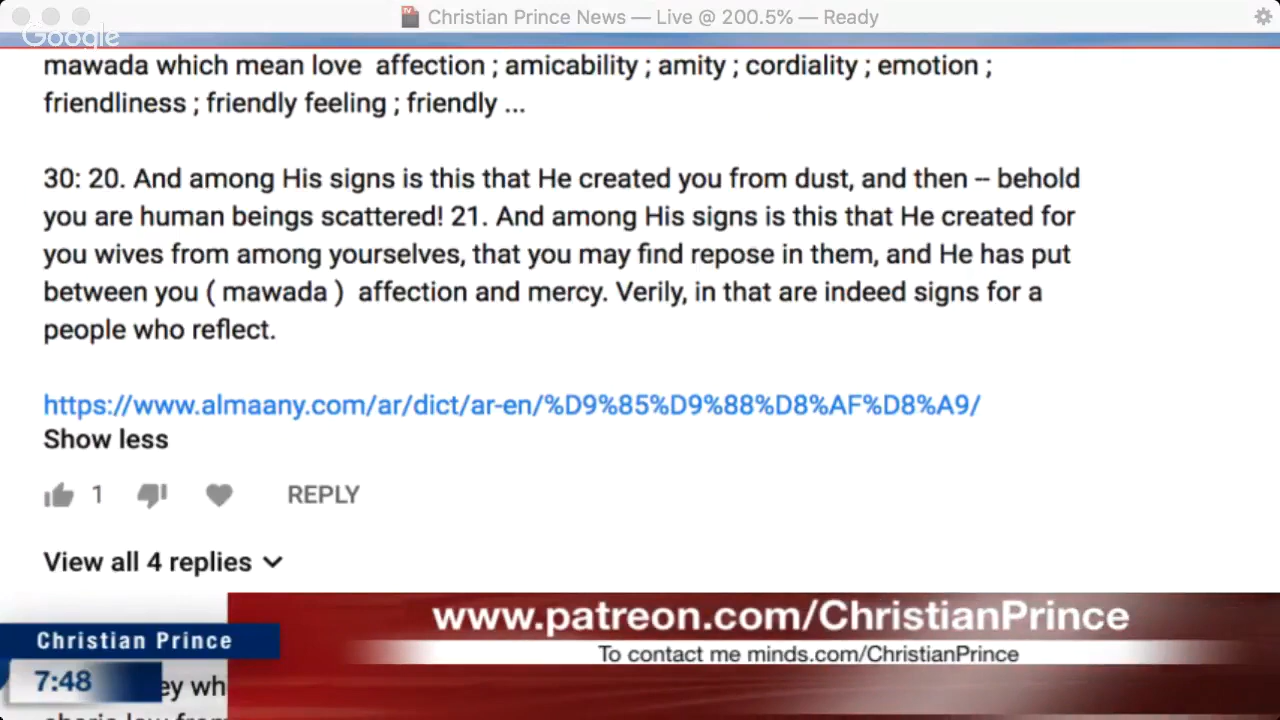 Christian Prince News — Live @ 200.5% — Ready
Google
mawada which mean love affection ; amicability ; amity ; cordiality ; emotion ;
friendliness ; friendly feeling ; friendly ...
30: 20. And among His signs is this that He created you from dust, and then -- behold
you are human beings scattered! 21. And among His signs is this that He created for
you wives from among yourselves, that you may find repose in them, and He has put
between you ( mawada ) affection and mercy. Verily, in that are indeed signs for a
people who reflect.
https://www.almaany.com/ar/dict/ar-en/%D9%85%D9%88%D8%AF%D8%A9/
Show less
1
REPLY
View all 4 replies
www.patreon.com/ChristianPrince
Christian Prince
To contact me minds.com/ChristianPrince
7:48